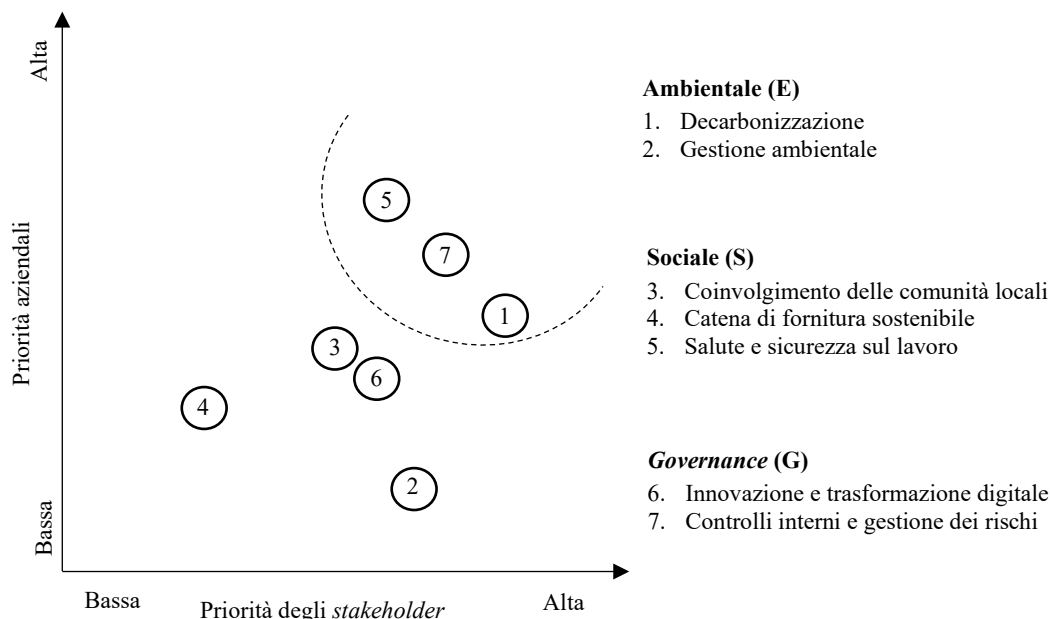 Alta
Priorità aziendali
Bassa
5
7
1
3
6
4
2
Bassa
Priorità degli stakeholder
Alta
Ambientale (E)
1. Decarbonizzazione
2. Gestione ambientale
Sociale (S)
3. Coinvolgimento delle comunità locali
4. Catena di fornitura sostenibile
5. Salute e sicurezza sul lavoro
Governance (G)
6. Innovazione e trasformazione digitale
7. Controlli interni e gestione dei rischi